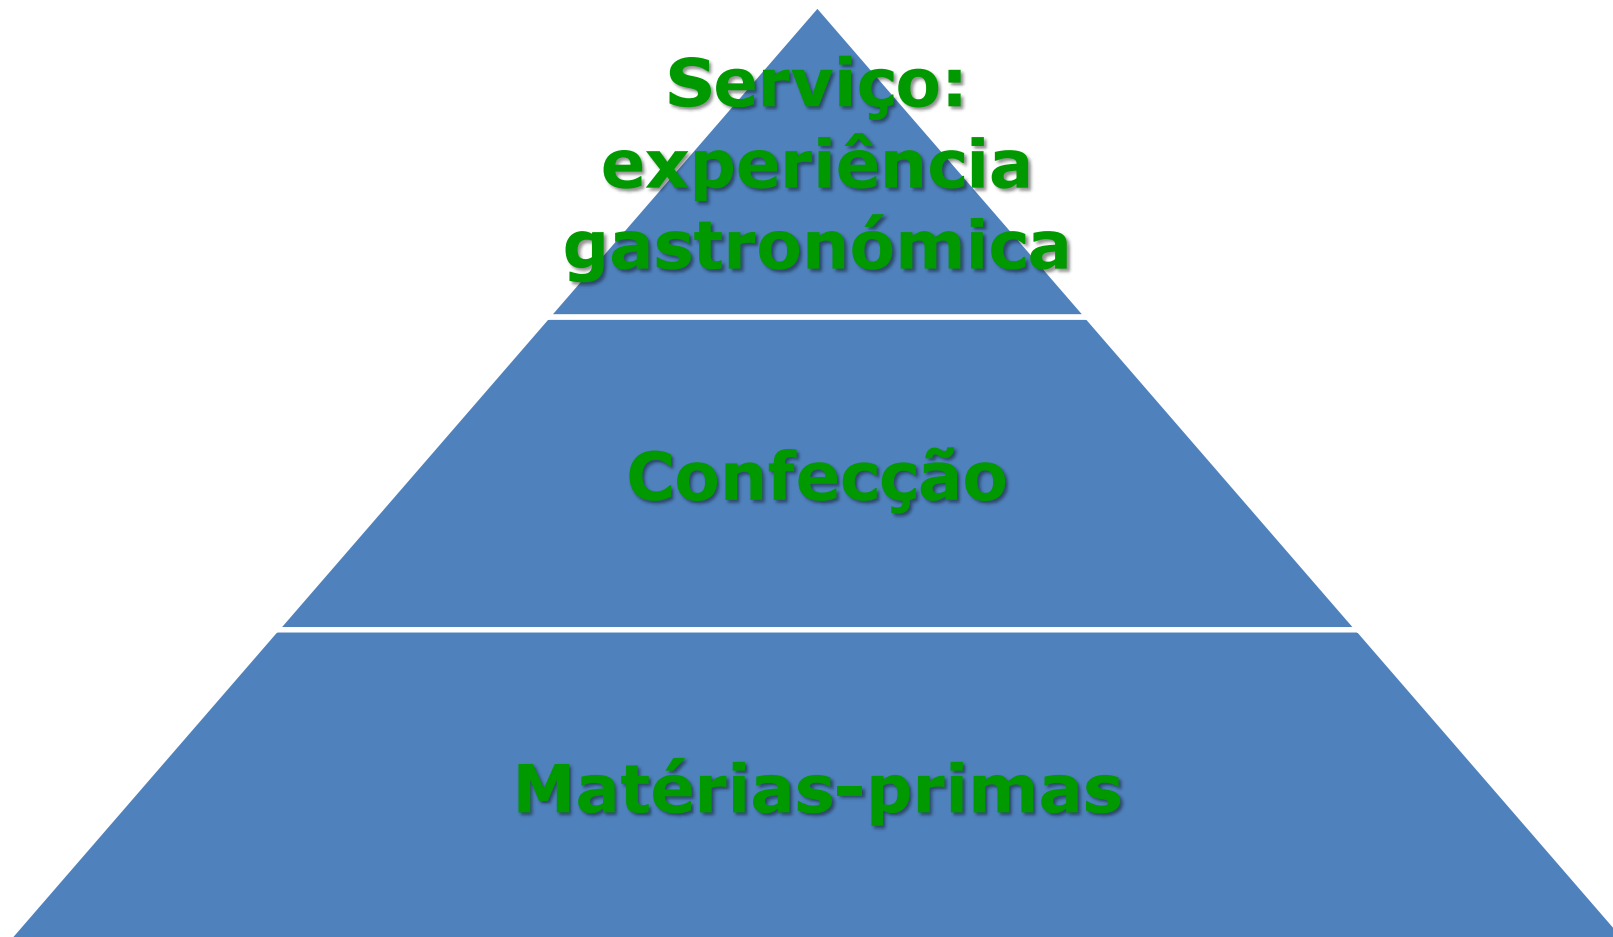 Serviço:
experiência
gastronómica
Confecção
Matérias-primas